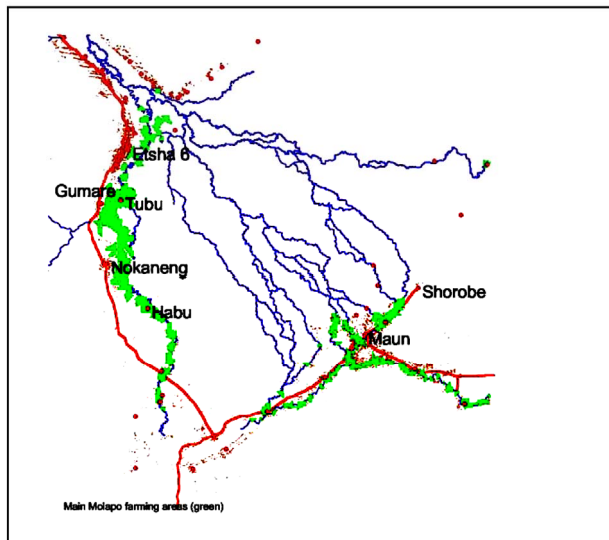 Etsha 6
Gumare
Tubu
Nokaneng
Shorobe
Habu
Maun
Main Molapo farming areas (green)